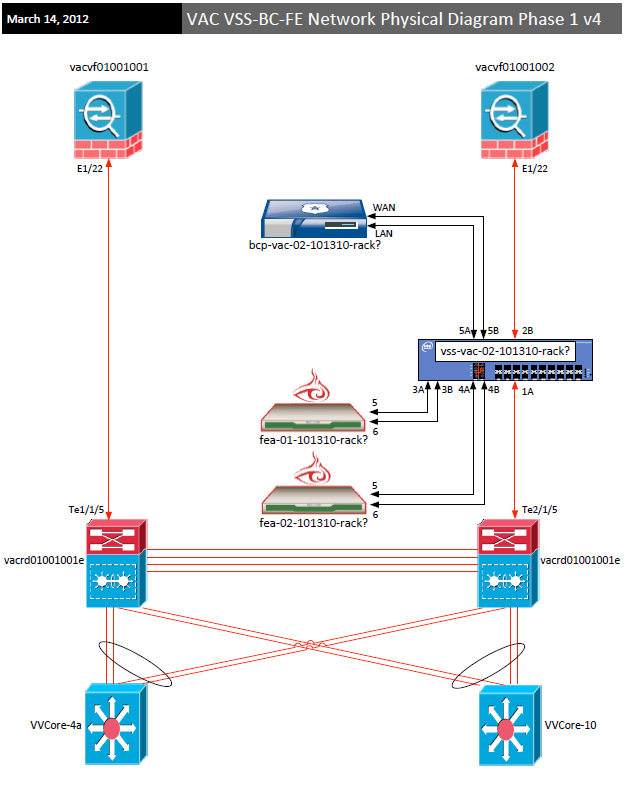 March 14, 2012
VAC VSS-BC-FE Network Physical Diagram Phase 1 v4
vacvf01001001
vacvf01001002
E1/22
E1/22
WAN
LAN
bcp-vac-02-101310-rack?
5A
5B
2B
vss-vac-02-101310-rack?
3A
3B
4A
4B
1A
5
6
fea-01-101310-rack?
5
6
fea-02-101310-rack?
Te1/1/5
Te2/1/5
vacrd01001001e
vacrd01001001e
VVCore-4a
VVCore-10